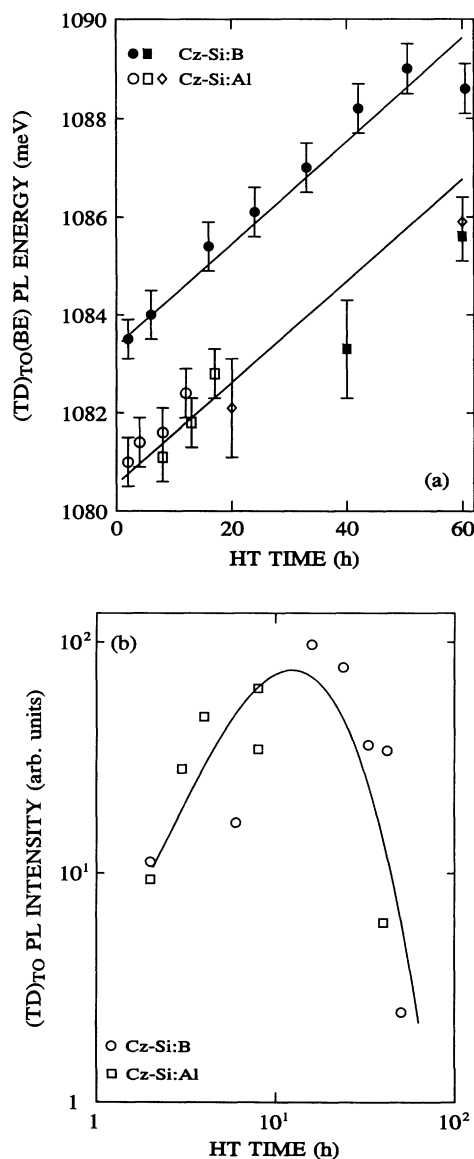 1090
● ■ Cz-Si:B
○ □ ◇ Cz-Si:Al
1088
1086
1084
1082
1080
(TD)TO(BE) PL ENERGY (meV)
(a)
0 20 40 60
HT TIME (h)
(b)
10²
10¹
1
(TD)TO PL INTENSITY (arb. units)
○ Cz-Si:B
□ Cz-Si:Al
1 10¹ 10²
HT TIME (h)